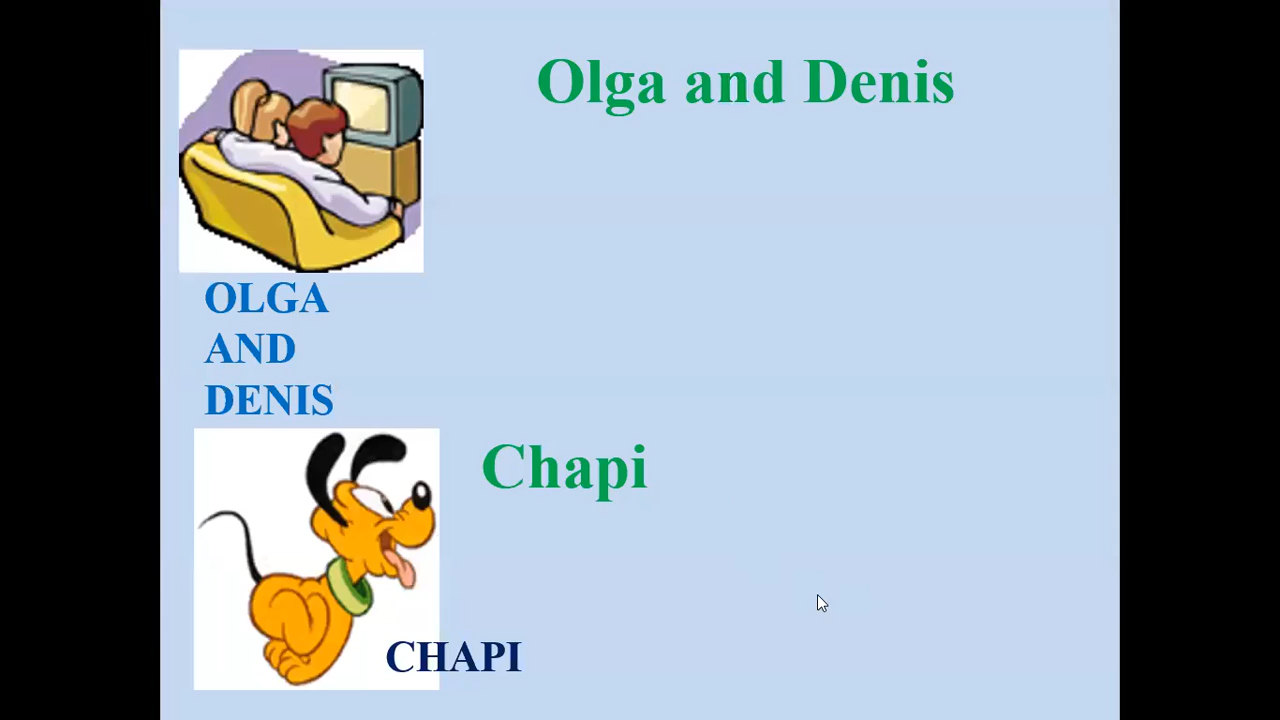 Olga and Denis
OLGA
AND
DENIS
Chapi
CHAPI